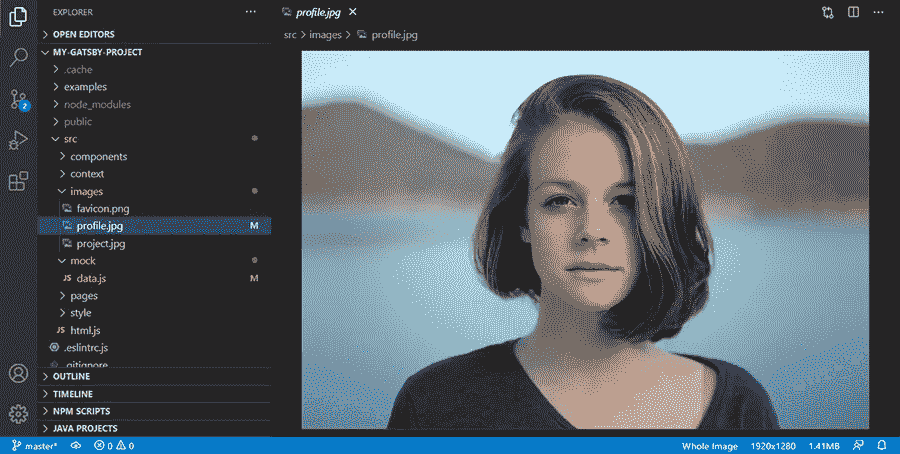 EXPLORER
OPEN EDITORS
MY-GATSBY-PROJECT
.cache
examples
node_modules
public
src
components
context
images
favicon.png
profile.jpg M
project.jpg
mock
JS data.js M
pages
style
JS html.js
.eslintrc.js
.gitignore
OUTLINE
TIMELINE
NPM SCRIPTS
JAVA PROJECTS
profile.jpg
src > images > profile.jpg
2
master* 0 0 Whole Image 1920x1280 1.41MB